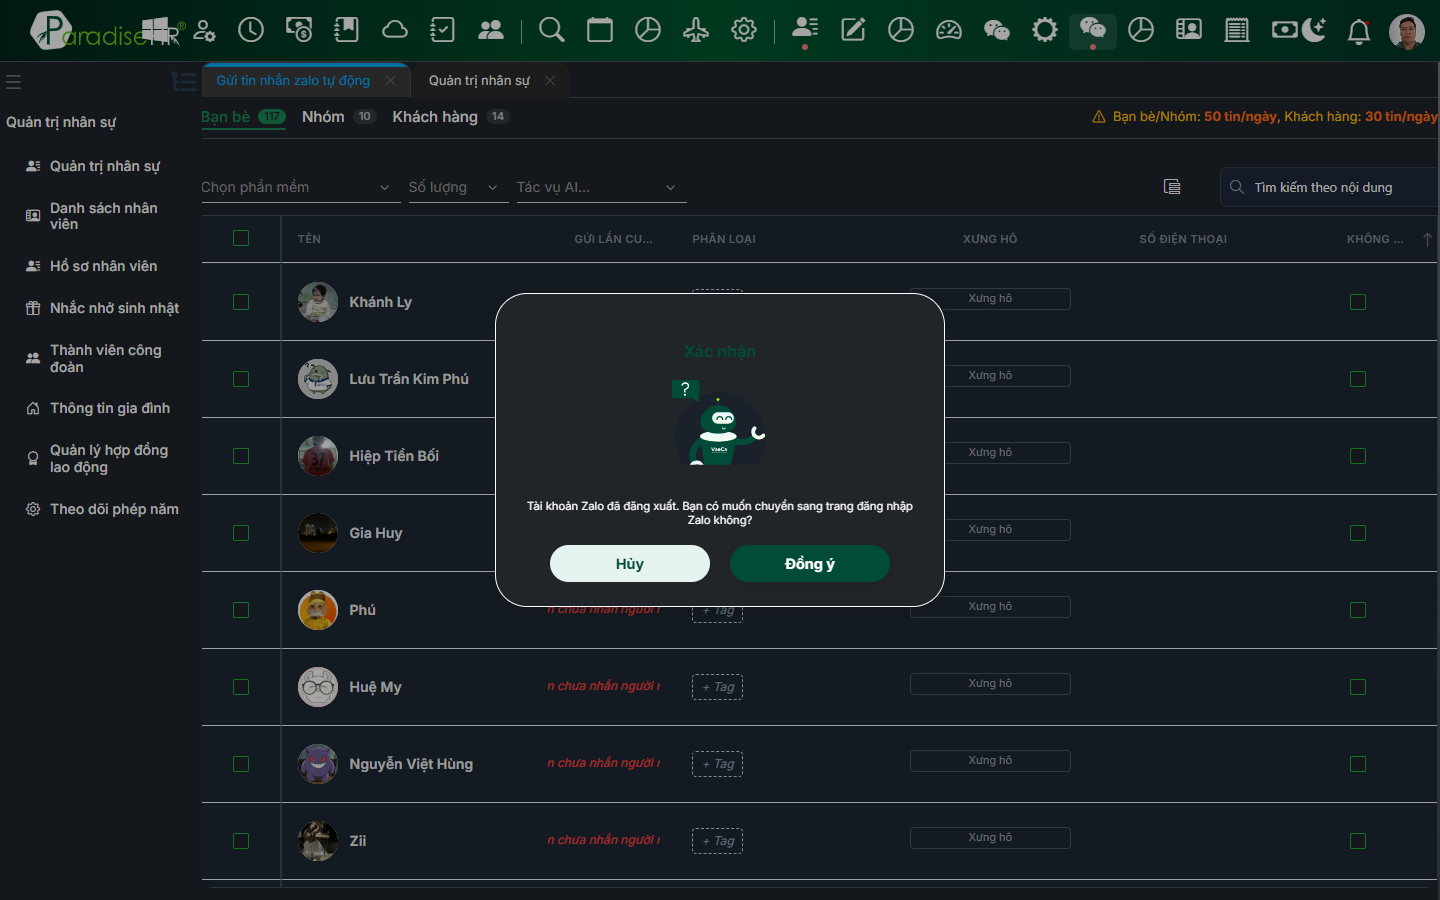 ParadiseHR®
Gửi tin nhắn zalo tự động
Quản trị nhân sự
Bạn bè 117
Nhóm 10
Khách hàng 14
Bạn bè/Nhóm: 50 tin/ngày, Khách hàng: 30 tin/ngày
Quản trị nhân sự
Quản trị nhân sự
Danh sách nhân
viên
Hồ sơ nhân viên
Nhắc nhở sinh nhật
Thành viên công
đoàn
Thông tin gia đình
Quản lý hợp đồng
lao động
Theo dõi phép năm
Chọn phần mềm
Số lượng
Tác vụ AI...
Tìm kiếm theo nội dung
TÊN
GỬI LẦN CU...
PHÂN LOẠI
XƯNG HÔ
SỐ ĐIỆN THOẠI
KHÔNG ...
Khánh Ly
Xưng hô
Lưu Trần Kim Phú
Xưng hô
Hiệp Tiền Bối
Xưng hô
Gia Huy
Xưng hô
Phú
n chưa nhắn người r
+ Tag
Xưng hô
Huệ My
n chưa nhắn người r
+ Tag
Xưng hô
Nguyễn Việt Hùng
n chưa nhắn người r
+ Tag
Xưng hô
Zii
n chưa nhắn người r
+ Tag
Xưng hô
Xác nhận
?
VooCa
Tài khoản Zalo đã đăng xuất. Bạn có muốn chuyển sang trang đăng nhập
Zalo không?
Hủy
Đồng ý